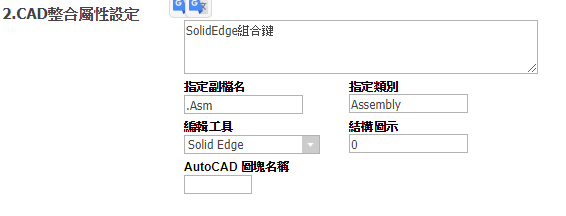 2.CAD整合屬性設定
SolidEdge組合鍵
指定副檔名 指定類別
.Asm Assembly
編輯工具 結構圖示
Solid Edge 0
AutoCAD 圖塊名稱